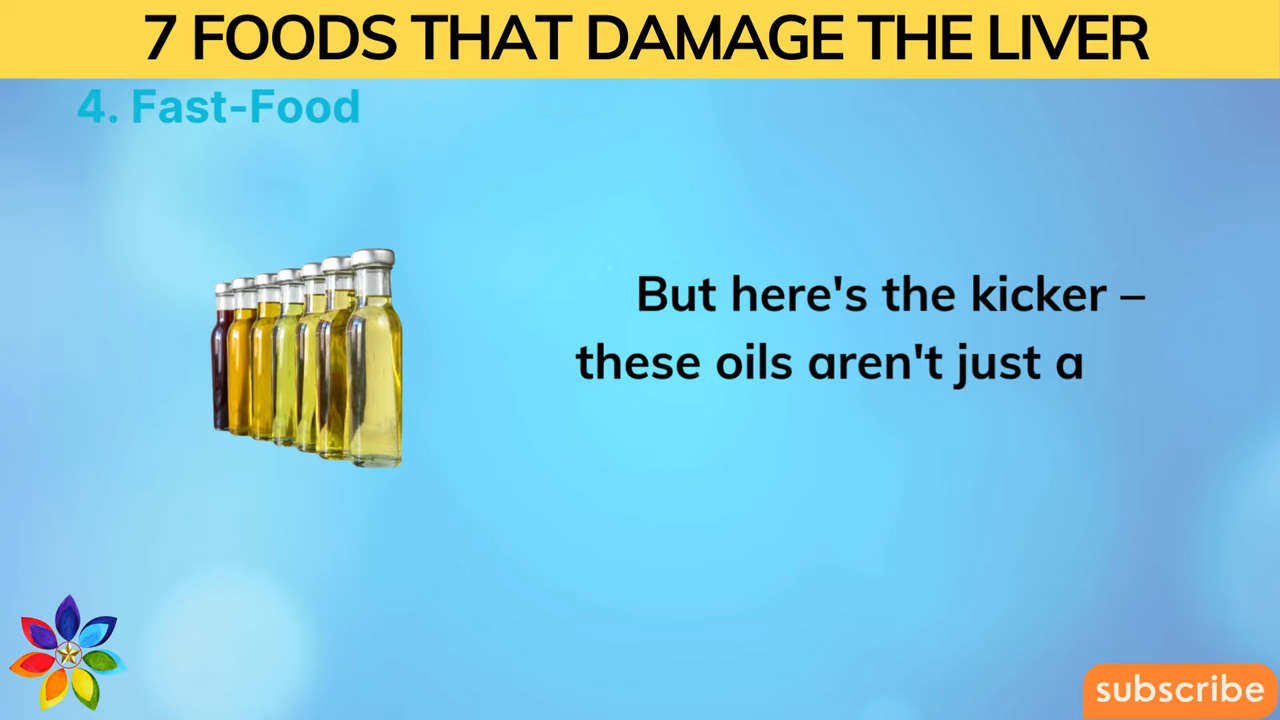 7 FOODS THAT DAMAGE THE LIVER
4. Fast-Food
But here's the kicker –
these oils aren't just a
subscribe